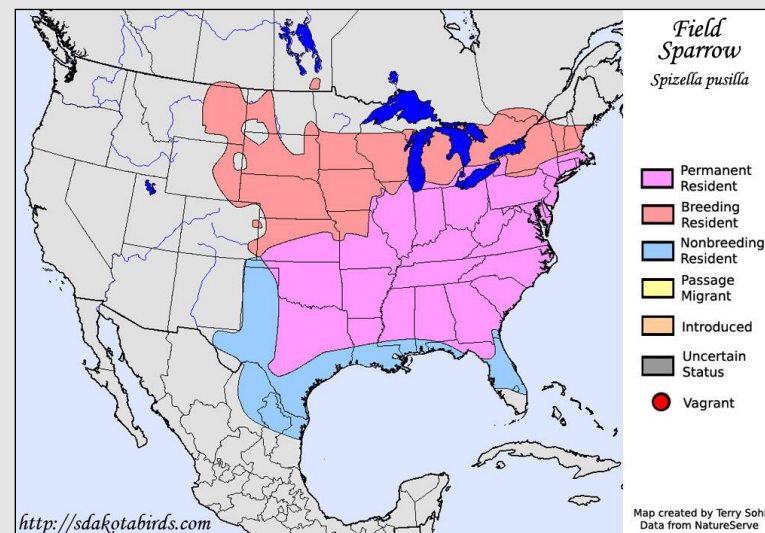 Field
Sparrow
Spizella pusilla
Permanent
Resident
Breeding
Resident
Nonbreeding
Resident
Passage
Migrant
Introduced
Uncertain
Status
Vagrant
Map created by Terry Sohl
Data from NatureServe
http://sdakotabirds.com